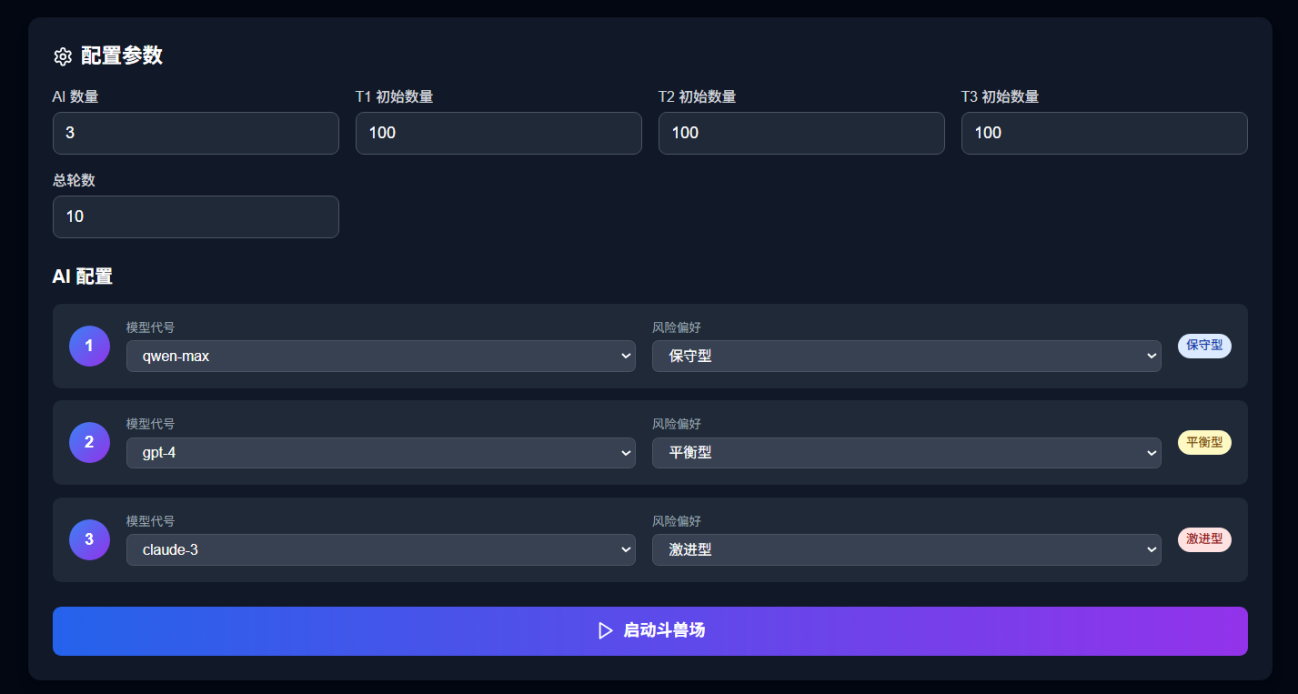 配置参数
AI 数量
T1 初始数量
T2 初始数量
T3 初始数量
3
100
100
100
总轮数
10
AI 配置
1
模型代号
qwen-max
风险偏好
保守型
保守型
2
模型代号
gpt-4
风险偏好
平衡型
平衡型
3
模型代号
claude-3
风险偏好
激进型
激进型
启动斗兽场